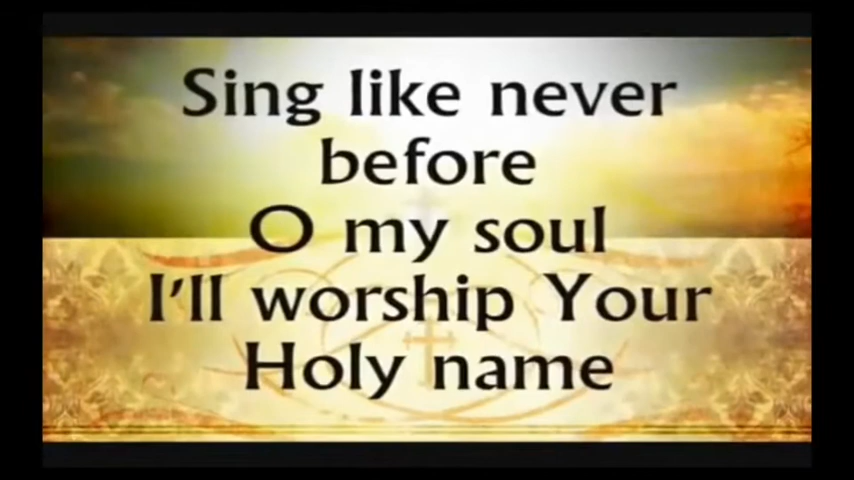 Sing like never
before
O my soul
I'll worship Your
Holy name